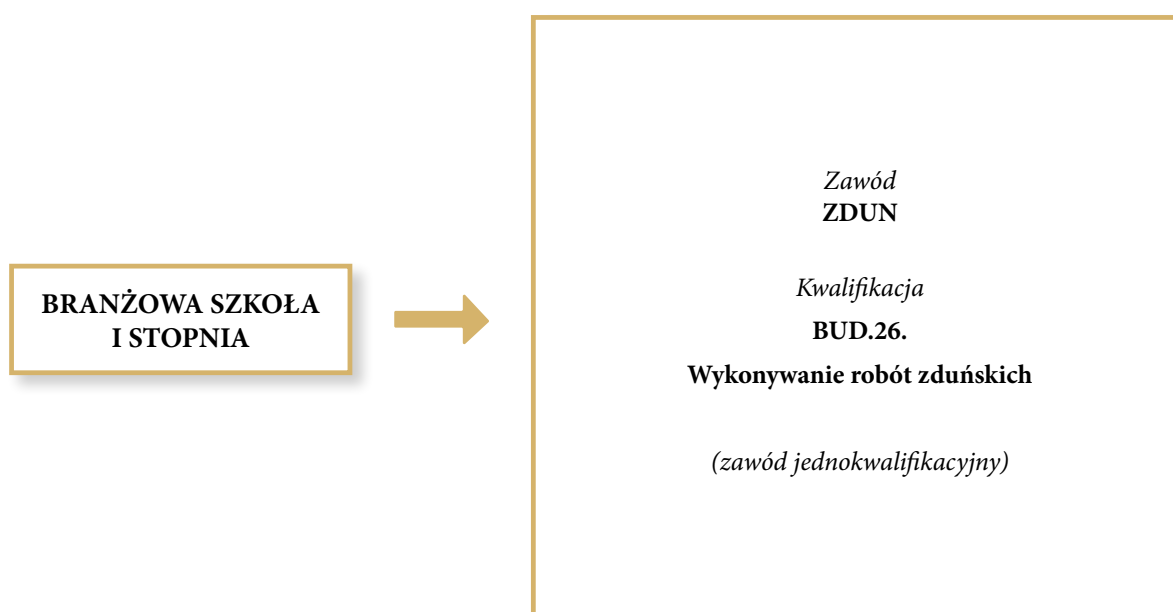 BRANŻOWA SZKOŁA
I STOPNIA
Zawód
ZDUN
Kwalifikacja
BUD.26.
Wykonywanie robót zduńskich
(zawód jednokwalifikacyjny)